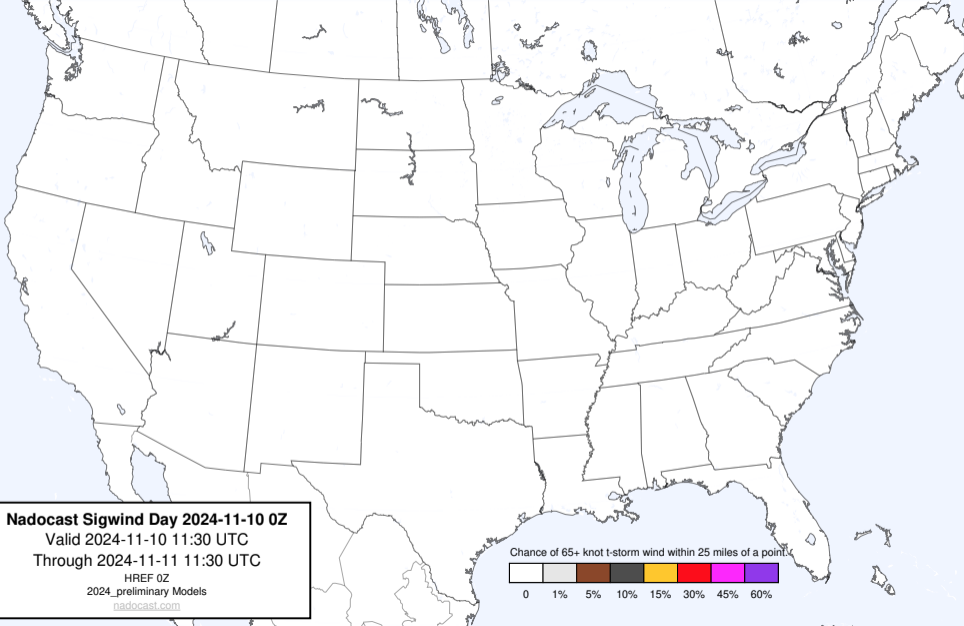 Nadocast Sigwind Day 2024-11-10 0Z
Valid 2024-11-10 11:30 UTC
Through 2024-11-11 11:30 UTC
HREF 0Z
2024_preliminary Models
nadocast.com
Chance of 65+ knot t-storm wind within 25 miles of a point.
0 1% 5% 10% 15% 30% 45% 60%